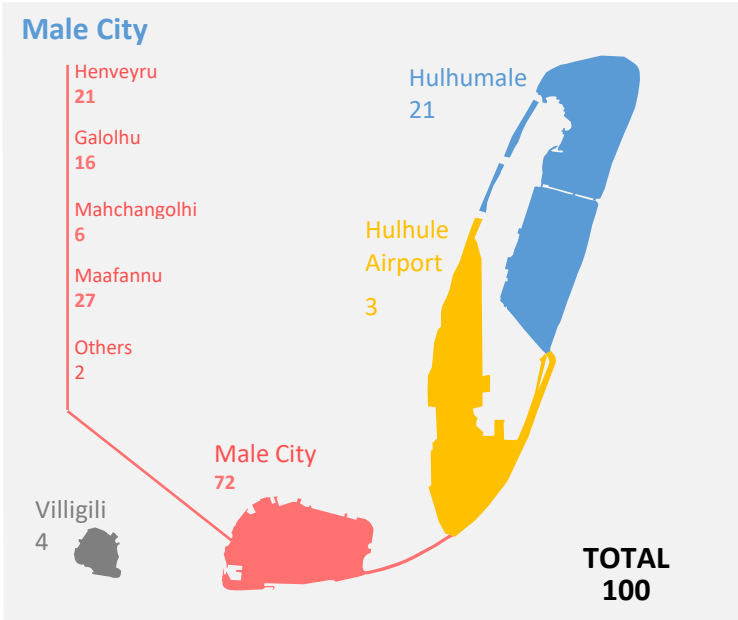 Male City
Henveyru
21
Galolhu
16
Mahchangolhi
6
Maafannu
27
Others
2
Hulhumale
21
Hulhule
Airport
3
Male City
72
Villigili
4
TOTAL
100